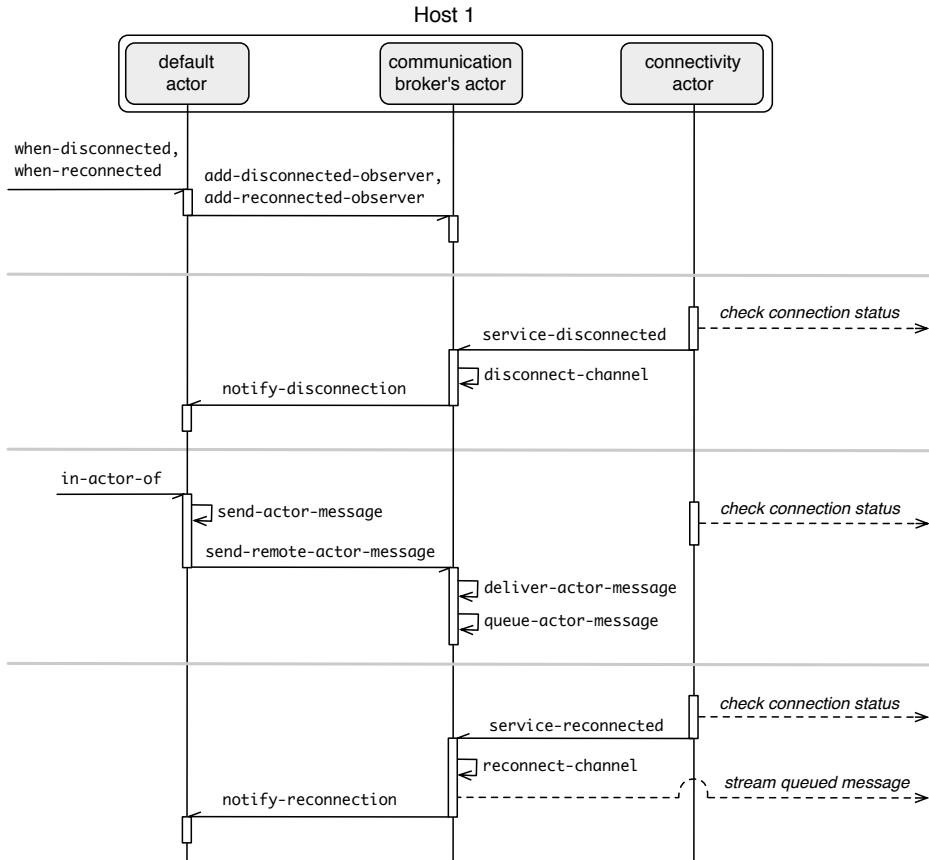 Host 1
default
actor
communication
broker's actor
connectivity
actor
when-disconnected,
when-reconnected
add-disconnected-observer,
add-reconnected-observer
check connection status
service-disconnected
disconnect-channel
notify-disconnection
in-actor-of
send-actor-message
check connection status
send-remote-actor-message
deliver-actor-message
queue-actor-message
check connection status
service-reconnected
reconnect-channel
stream queued message
notify-reconnection